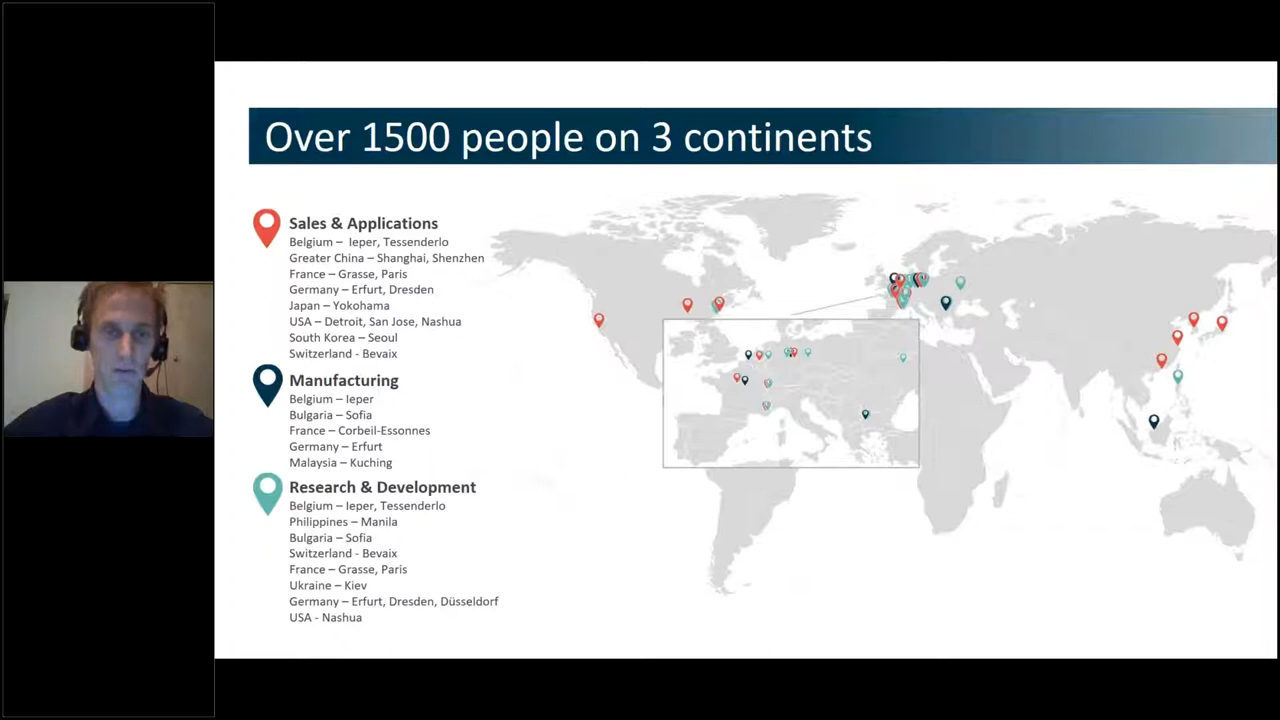 Over 1500 people on 3 continents
Sales & Applications
Belgium – Ieper, Tessenderlo
Greater China – Shanghai, Shenzhen
France – Grasse, Paris
Germany – Erfurt, Dresden
Japan – Yokohama
USA – Detroit, San Jose, Nashua
South Korea – Seoul
Switzerland - Bevaix
Manufacturing
Belgium – Ieper
Bulgaria – Sofia
France – Corbeil-Essonnes
Germany – Erfurt
Malaysia – Kuching
Research & Development
Belgium – Ieper, Tessenderlo
Philippines – Manila
Bulgaria – Sofia
Switzerland - Bevaix
France – Grasse, Paris
Ukraine – Kiev
Germany – Erfurt, Dresden, Düsseldorf
USA - Nashua